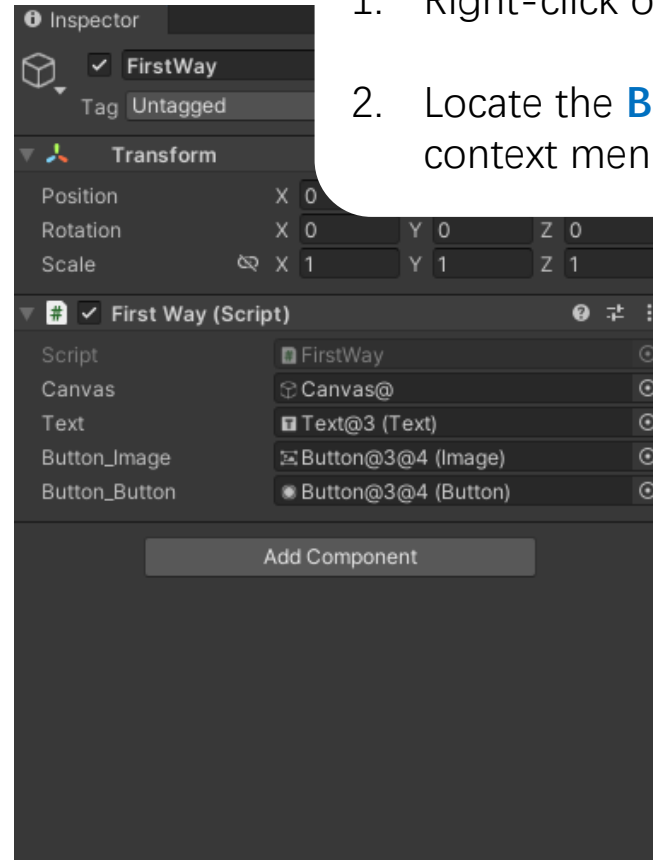 Inspector
1. Right-click o
FirstWay
Tag Untagged
2. Locate the B
context men
Transform
Position X 0
Rotation X 0 Y 0 Z 0
Scale X 1 Y 1 Z 1
# First Way (Script)
Script # FirstWay
Canvas Canvas@
Text T Text@3 (Text)
Button_Image Button@3@4 (Image)
Button_Button Button@3@4 (Button)
Add Component